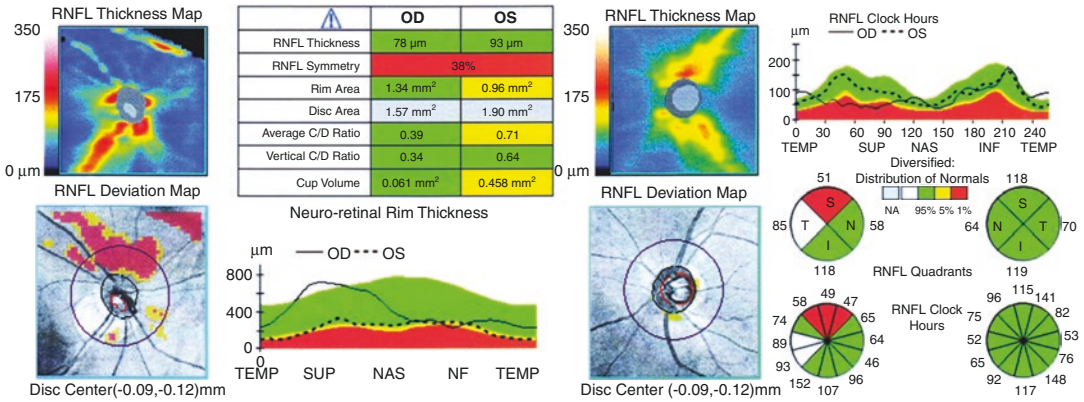 RNFL Thickness Map
350
175
0 μm
RNFL Deviation Map
Disc Center(-0.09,-0.12)mm
OD OS
RNFL Thickness 78 μm 93 μm
RNFL Symmetry 38%
Rim Area 1.34 mm² 0.96 mm²
Disc Area 1.57 mm² 1.90 mm²
Average C/D Ratio 0.39 0.71
Vertical C/D Ratio 0.34 0.64
Cup Volume 0.061 mm² 0.458 mm²
Neuro-retinal Rim Thickness
μm OD OS
800
400
0
0
TEMP SUP NAS NF TEMP
RNFL Thickness Map
350
175
0 μm
RNFL Deviation Map
Disc Center (-0.09,-0.12)mm
RNFL Clock Hours
μm OD OS
200
100
0
0 30 60 90 120 150 180 210 240
TEMP SUP NAS INF TEMP
Diversified:
Distribution of Normals
NA 95% 5% 1%
51
S
85 T N 58
I
118
118
S
64 N T 70
I
119
RNFL Quadrants
RNFL Clock
Hours
49
58 47
74 65
89 64
93 46
152 96
107
115
96 141
75 82
52 53
65 76
92 148
117